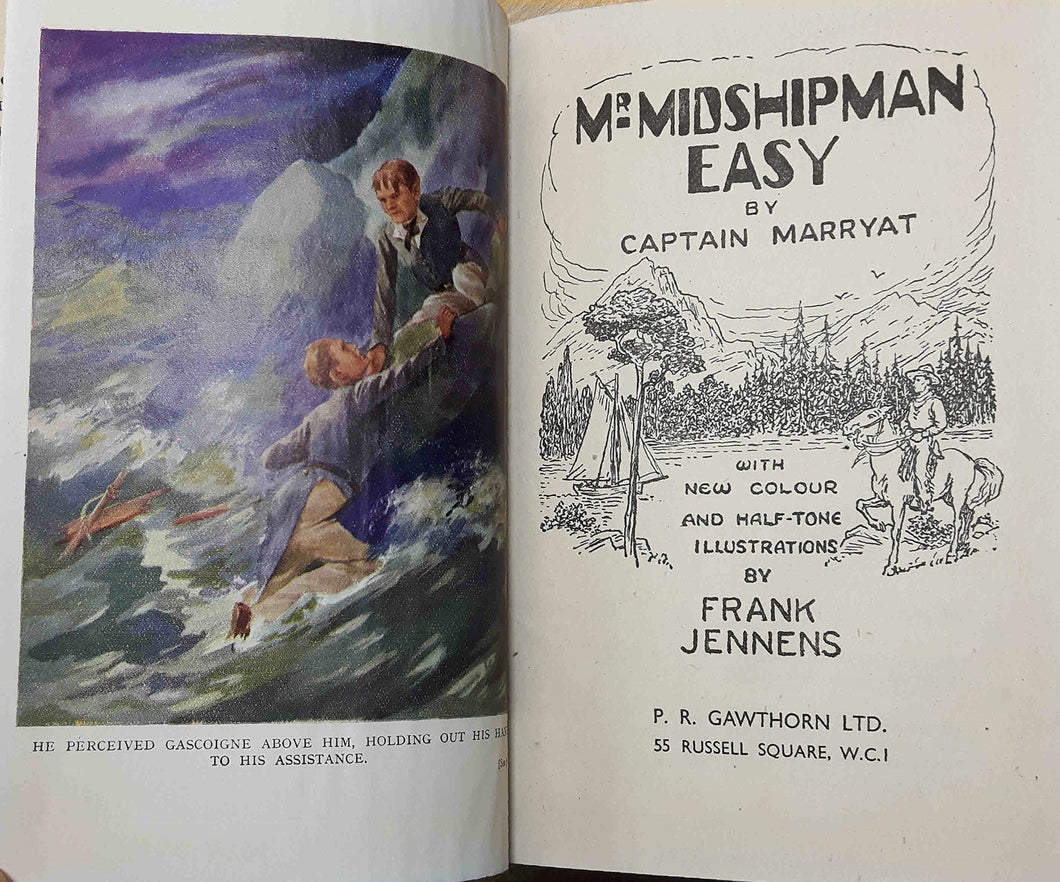 HE PERCEIVED GASCOIGNE ABOVE HIM, HOLDING OUT HIS
TO HIS ASSISTANCE.
MR MIDSHIPMAN
EASY
BY
CAPTAIN MARRYAT
WITH
NEW COLOUR
AND HALF-TONE
ILLUSTRATIONS
BY
FRANK
JENNENS
P. R. GAWTHORN LTD.
55 RUSSELL SQUARE, W.C.1